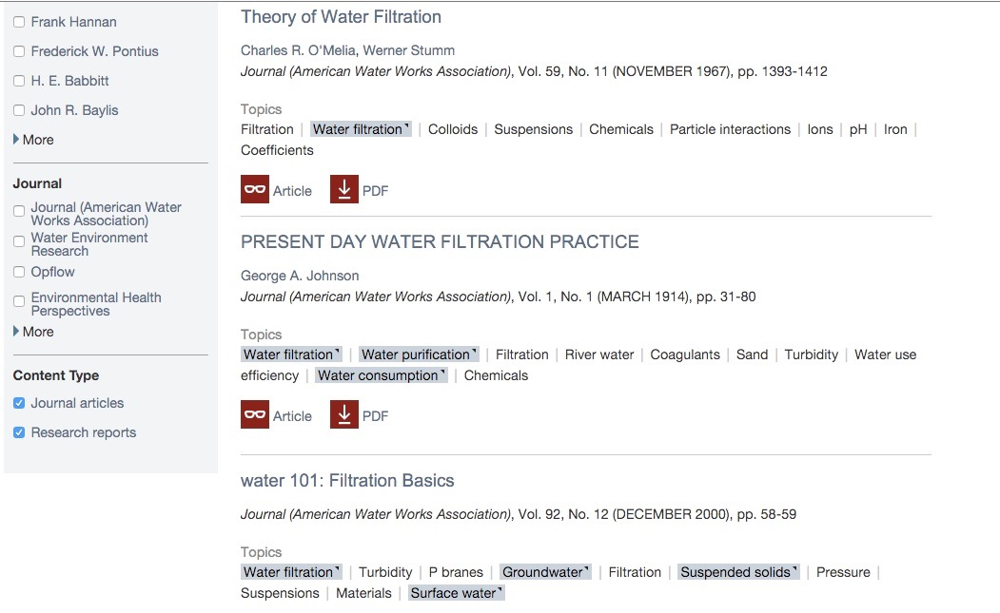 Frank Hannan
Frederick W. Pontius
H. E. Babbitt
John R. Baylis
More
Journal
Journal (American Water
Works Association)
Water Environment
Research
Opflow
Environmental Health
Perspectives
More
Content Type
Journal articles
Research reports
Theory of Water Filtration
Charles R. O'Melia, Werner Stumm
Journal (American Water Works Association), Vol. 59, No. 11 (NOVEMBER 1967), pp. 1393-1412
Topics
Filtration | Water filtration | Colloids | Suspensions | Chemicals | Particle interactions | Ions | pH | Iron |
Coefficients
Article PDF
PRESENT DAY WATER FILTRATION PRACTICE
George A. Johnson
Journal (American Water Works Association), Vol. 1, No. 1 (MARCH 1914), pp. 31-80
Topics
Water filtration | Water purification | Filtration | River water | Coagulants | Sand | Turbidity | Water use
efficiency | Water consumption | Chemicals
Article PDF
water 101: Filtration Basics
Journal (American Water Works Association), Vol. 92, No. 12 (DECEMBER 2000), pp. 58-59
Topics
Water filtration | Turbidity | P branes | Groundwater | Filtration | Suspended solids | Pressure |
Suspensions | Materials | Surface water